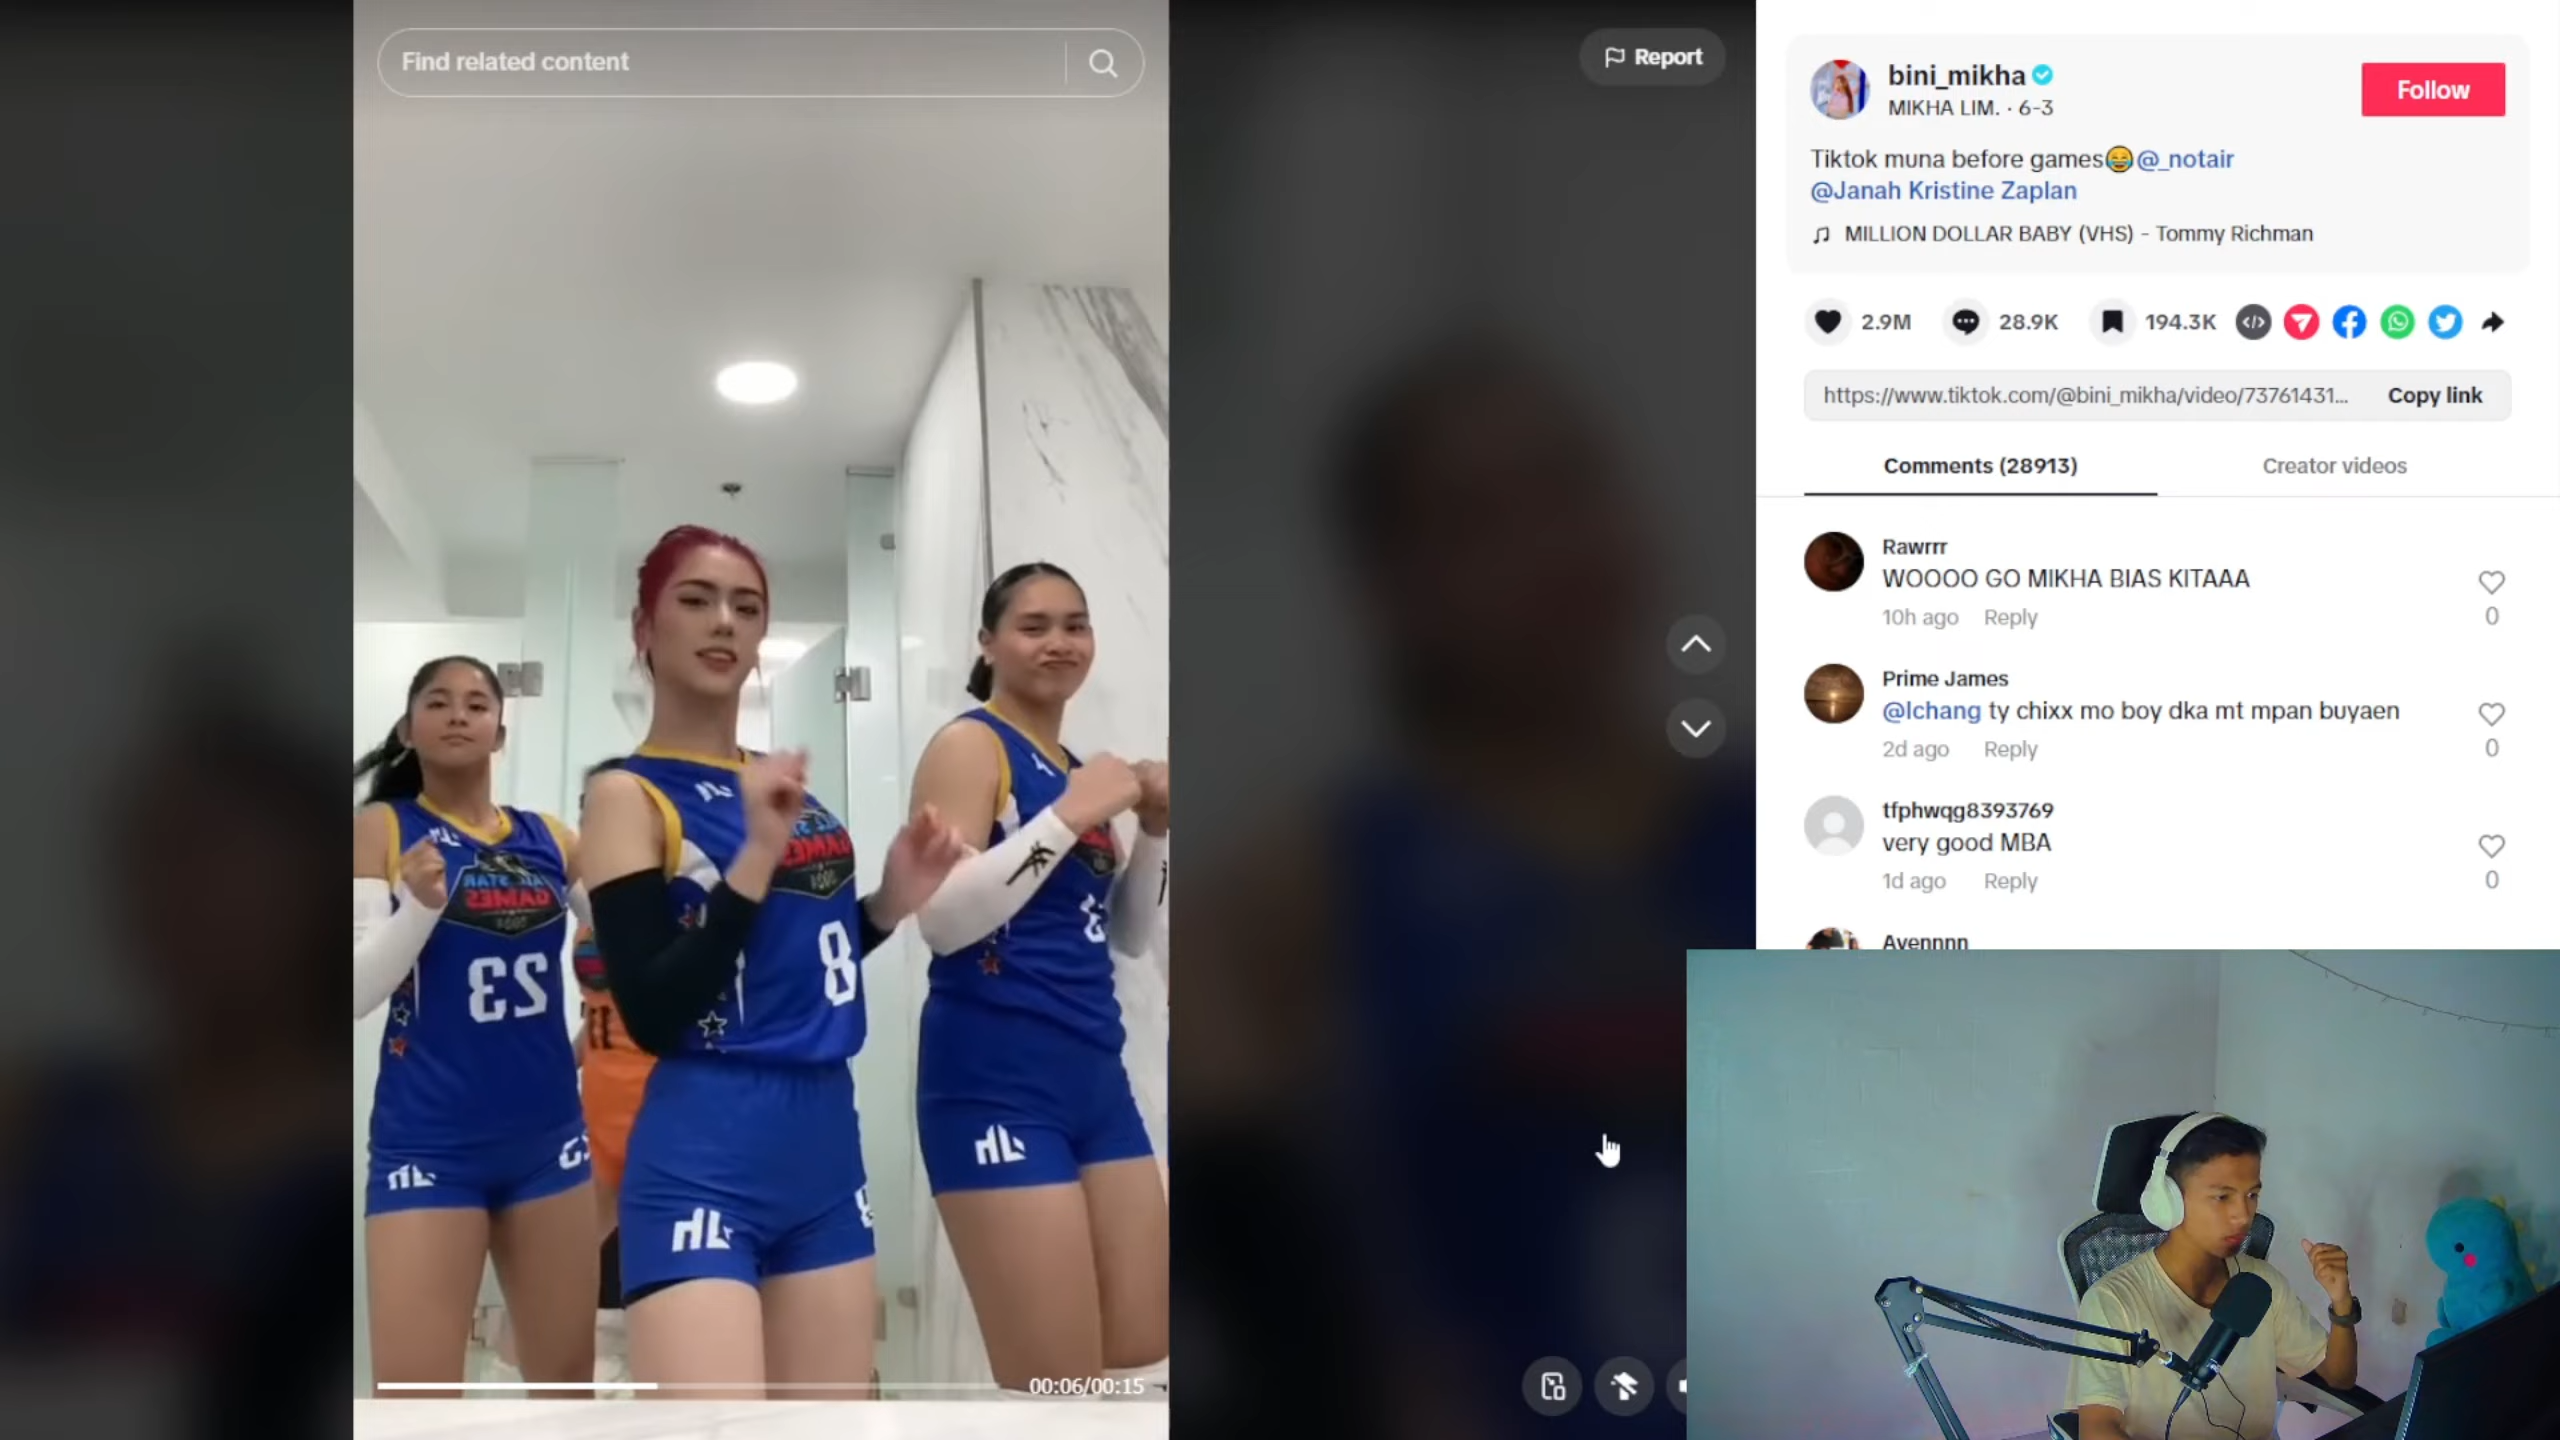 Find related content
Report
bini_mikha
MIKHA LIM. · 6-3
Follow
Tiktok muna before games😂@_notair
@Janah Kristine Zaplan
MILLION DOLLAR BABY (VHS) - Tommy Richman
2.9M
28.9K
194.3K
https://www.tiktok.com/@bini_mikha/video/73761431...
Copy link
Comments (28913)
Creator videos
Rawrrr
WOOOO GO MIKHA BIAS KITAAA
10h ago
Reply
0
Prime James
@lchang ty chixx mo boy dka mt mpan buyaen
2d ago
Reply
0
tfphwqg8393769
very good MBA
1d ago
Reply
0
Avennnn
ALL STAR
GAMES
23
8
GAMES
00:06/00:15